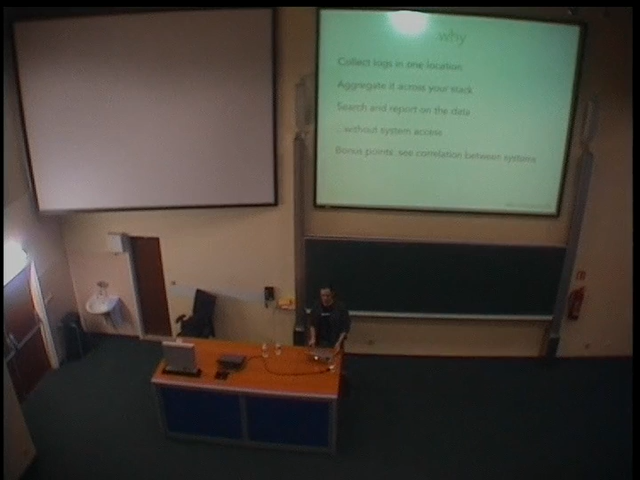 why
Collect logs in one location
Aggregate it across your stack
Search and report on the data
...without system access
Bonus points: see correlation between systems